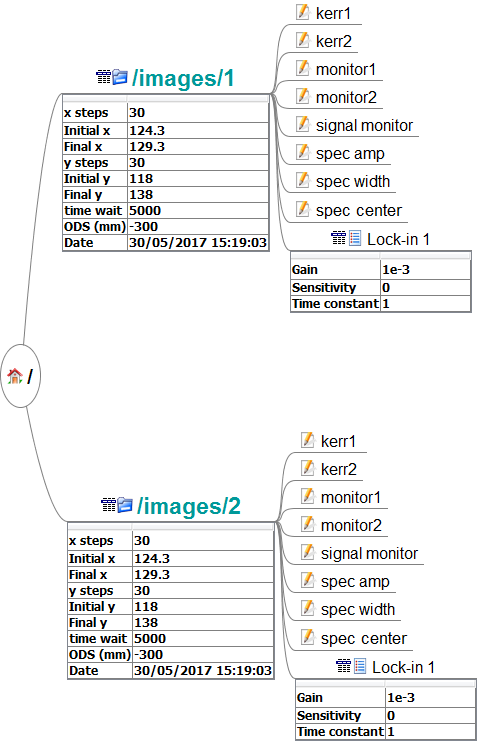 /
/images/1
x steps 30
Initial x 124.3
Final x 129.3
y steps 30
Initial y 118
Final y 138
time wait 5000
ODS (mm) -300
Date 30/05/2017 15:19:03
kerr1
kerr2
monitor1
monitor2
signal monitor
spec amp
spec width
spec center
Lock-in 1
Gain 1e-3
Sensitivity 0
Time constant 1
/images/2
x steps 30
Initial x 124.3
Final x 129.3
y steps 30
Initial y 118
Final y 138
time wait 5000
ODS (mm) -300
Date 30/05/2017 15:19:03
kerr1
kerr2
monitor1
monitor2
signal monitor
spec amp
spec width
spec center
Lock-in 1
Gain 1e-3
Sensitivity 0
Time constant 1